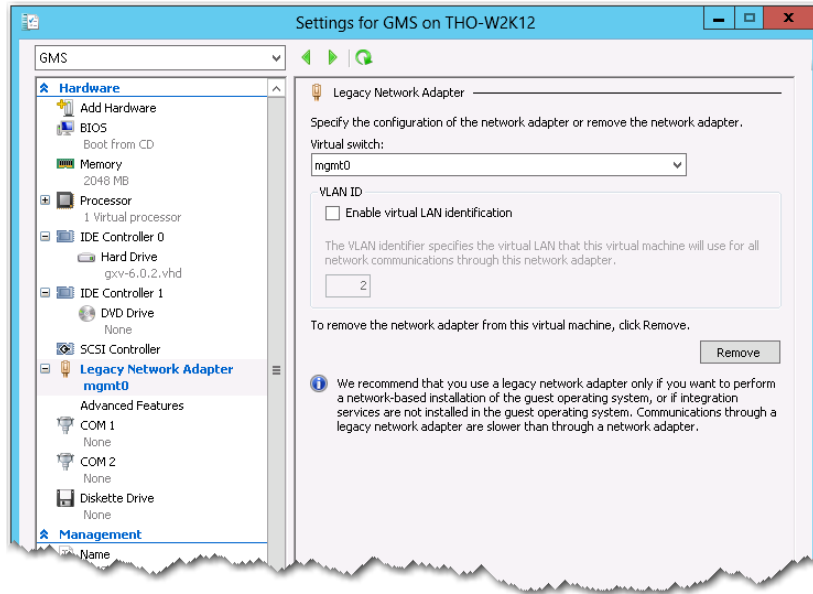 Settings for GMS on THO-W2K12
GMS
Hardware
Add Hardware
BIOS
Boot from CD
Memory
2048 MB
Processor
1 Virtual processor
IDE Controller 0
Hard Drive
gxv-6.0.2.vhd
IDE Controller 1
DVD Drive
None
SCSI Controller
Legacy Network Adapter
mgmt0
Advanced Features
COM 1
None
COM 2
None
Diskette Drive
None
Management
Name
Legacy Network Adapter
Specify the configuration of the network adapter or remove the network adapter.
Virtual switch:
mgmt0
VLAN ID
Enable virtual LAN identification
The VLAN identifier specifies the virtual LAN that this virtual machine will use for all
network communications through this network adapter.
2
To remove the network adapter from this virtual machine, click Remove.
Remove
We recommend that you use a legacy network adapter only if you want to perform
a network-based installation of the guest operating system, or if integration
services are not installed in the guest operating system. Communications through a
legacy network adapter are slower than through a network adapter.